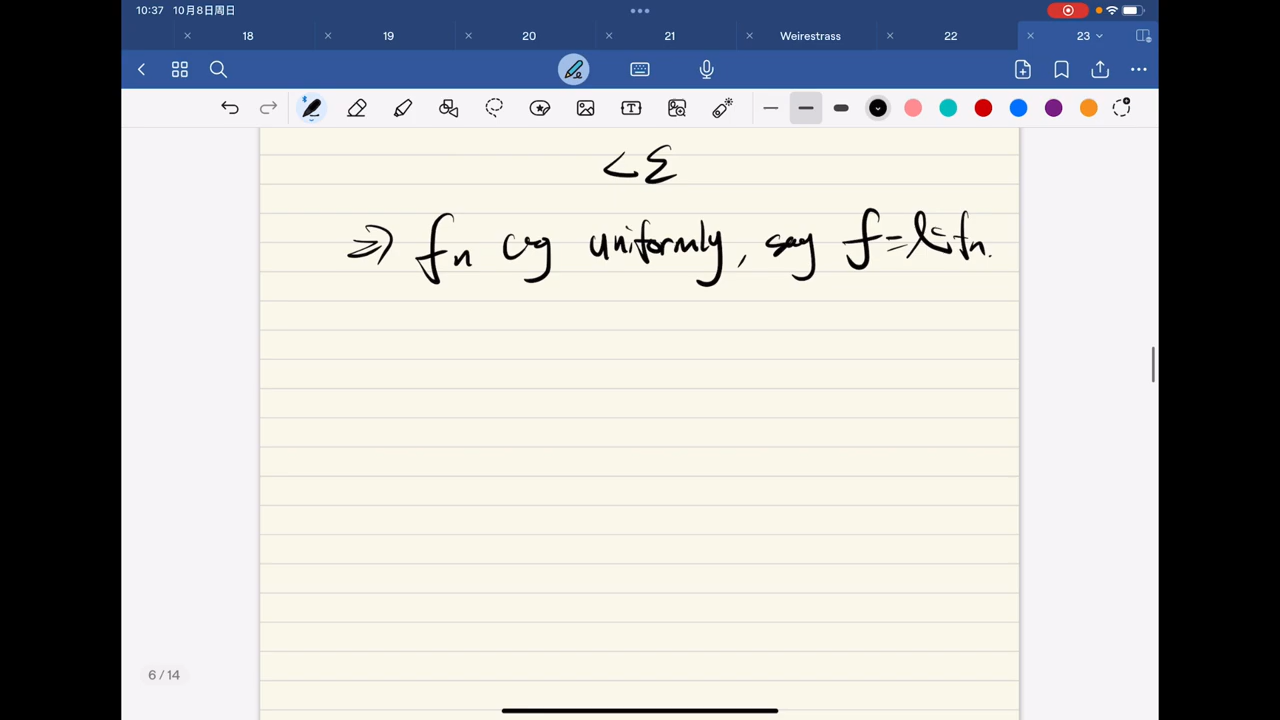 10:37 10月8日周日
18 19 20 21 Weirestrass 22 23
< Σ
⇒ fn cvg uniformly, say f = lim fn.
6 / 14